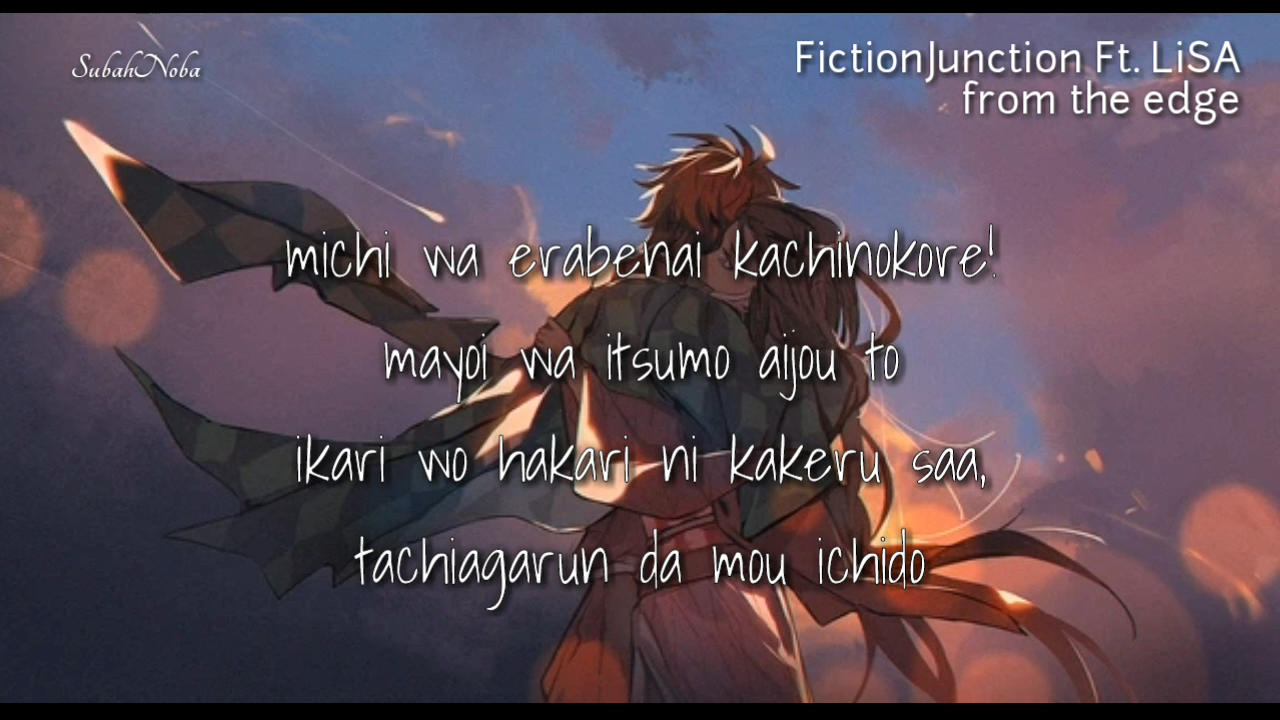 SubahNoba
FictionJunction Ft. LiSA
from the edge
michi wa erabenai kachinokore!
mayoi wa itsumo aijou to
ikari wo hakari ni kakeru saa,
tachiagarun da mou ichido